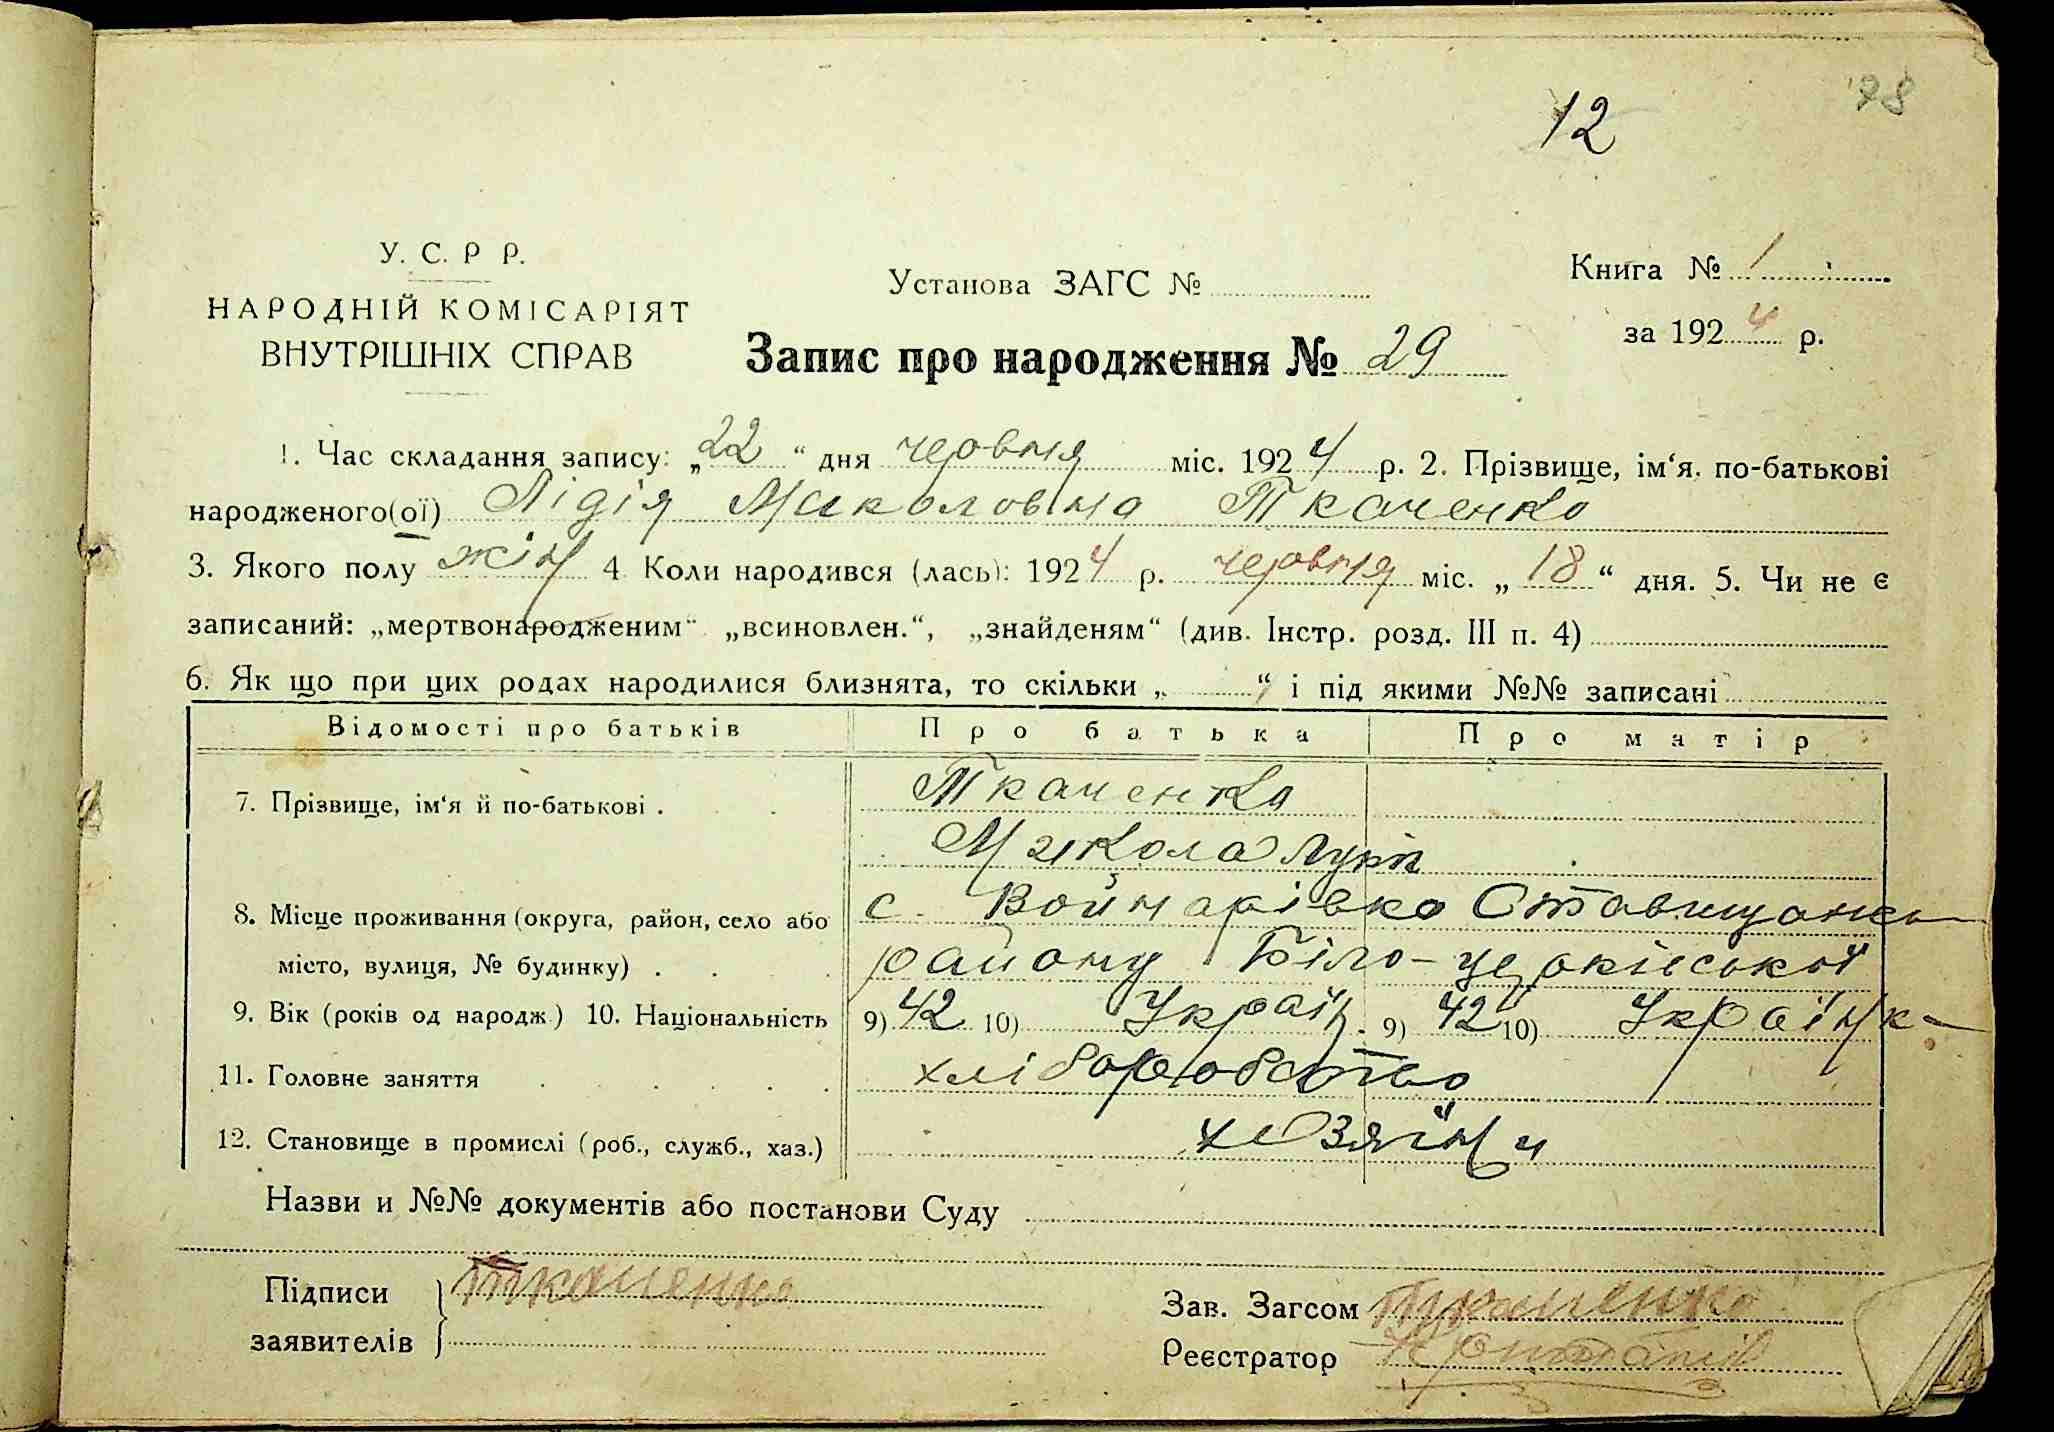 98
12
У. С. Р Р.
НАРОДНІЙ КОМІСАРІЯТ
ВНУТРІШНІХ СПРАВ
Установа ЗАГС №
Книга № 1
за 1924 р.
Запис про народження № 29
1. Час складання запису: „22“ дня червня міс. 1924 р. 2. Прізвище, ім‘я, по-батькові
народженого(ої) Лідія Миколовна Ткаченко
3. Якого полу жін 4 Коли народився (лась): 1924 р. червня міс. „18“ дня. 5. Чи не є
записаний: „мертвонародженим“ „всиновлен.“, „знайденям“ (див. Інстр. розд. III п. 4)
6. Як що при цих родах народилися близнята, то скільки „ “ і під якими №№ записані
Відомості про батьків Про батька Про матір
7. Прізвище, ім‘я й по-батькові . Ткаченко
Микола
8. Місце проживання (округа, район, село або с. Войнарівка Ставищансь
місто, вулиця, № будинку) . району Біло-церківської
9. Вік (років од народж.) 10. Національність 9) 42 10) Україн. 9) 42 10) Українк-
11. Головне заняття хліборобство
12. Становище в промислі (роб., служб., хаз.) хозяїни
Назви и №№ документів або постанови Суду
Підписи Ткаченко
заявителів
Зав. Загсом Ткаченко
Реєстратор